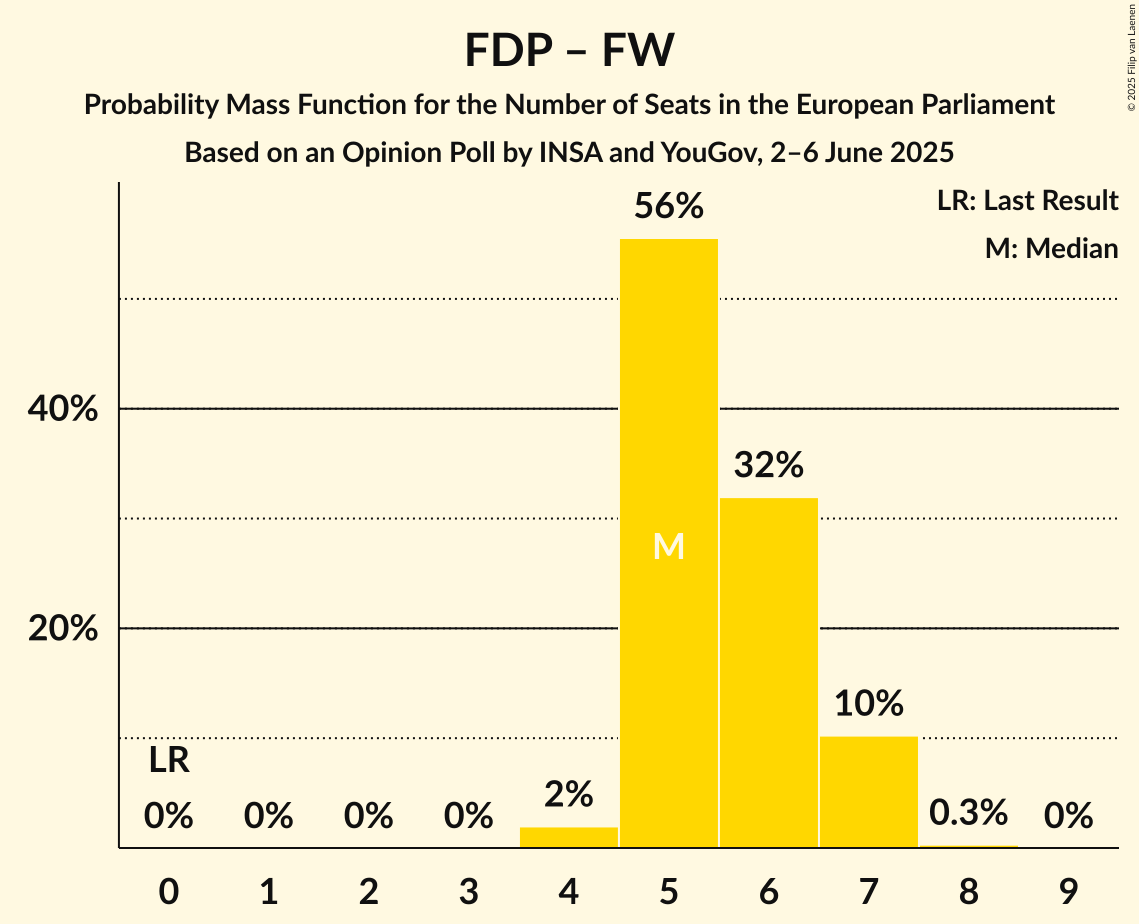 FDP – FW
Probability Mass Function for the Number of Seats in the European Parliament
Based on an Opinion Poll by INSA and YouGov, 2–6 June 2025
© 2025 Filip van Laenen
LR: Last Result
M: Median
56%
40%
32%
M
20%
10%
LR
2%
0% 0% 0% 0% 0.3% 0%
0 1 2 3 4 5 6 7 8 9